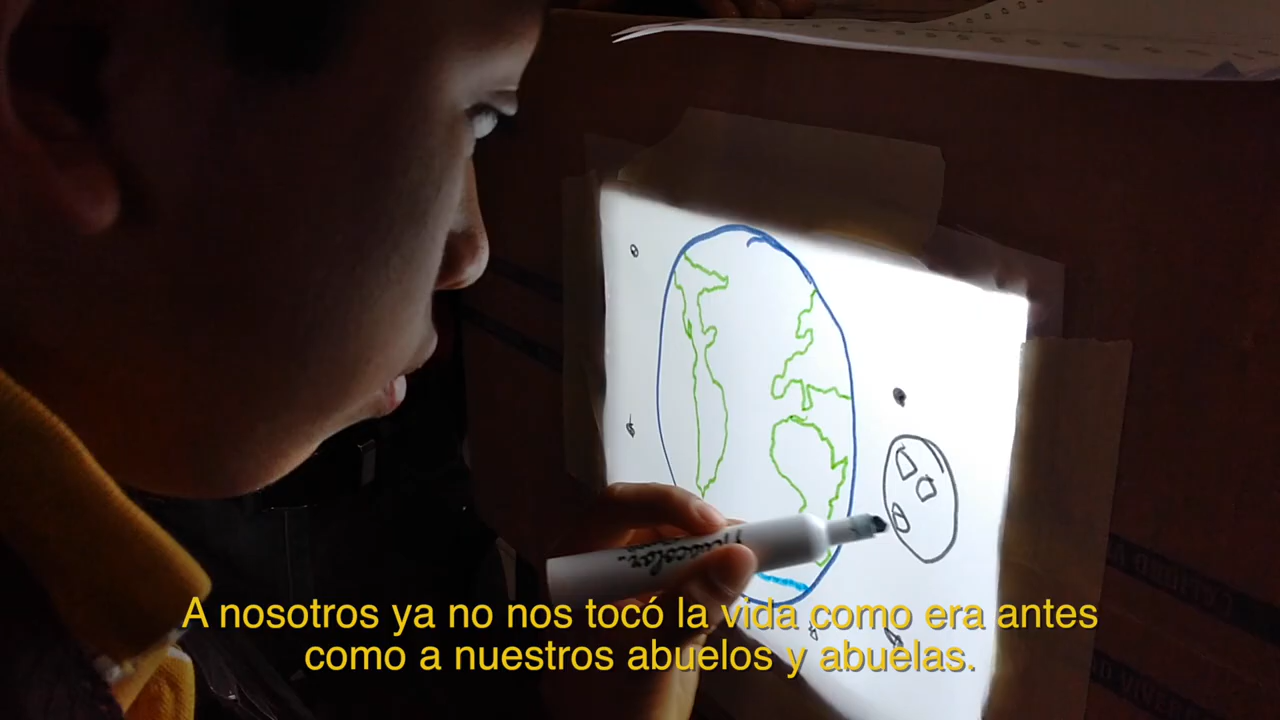 A nosotros ya no nos tocó la vida como era antes
como a nuestros abuelos y abuelas.